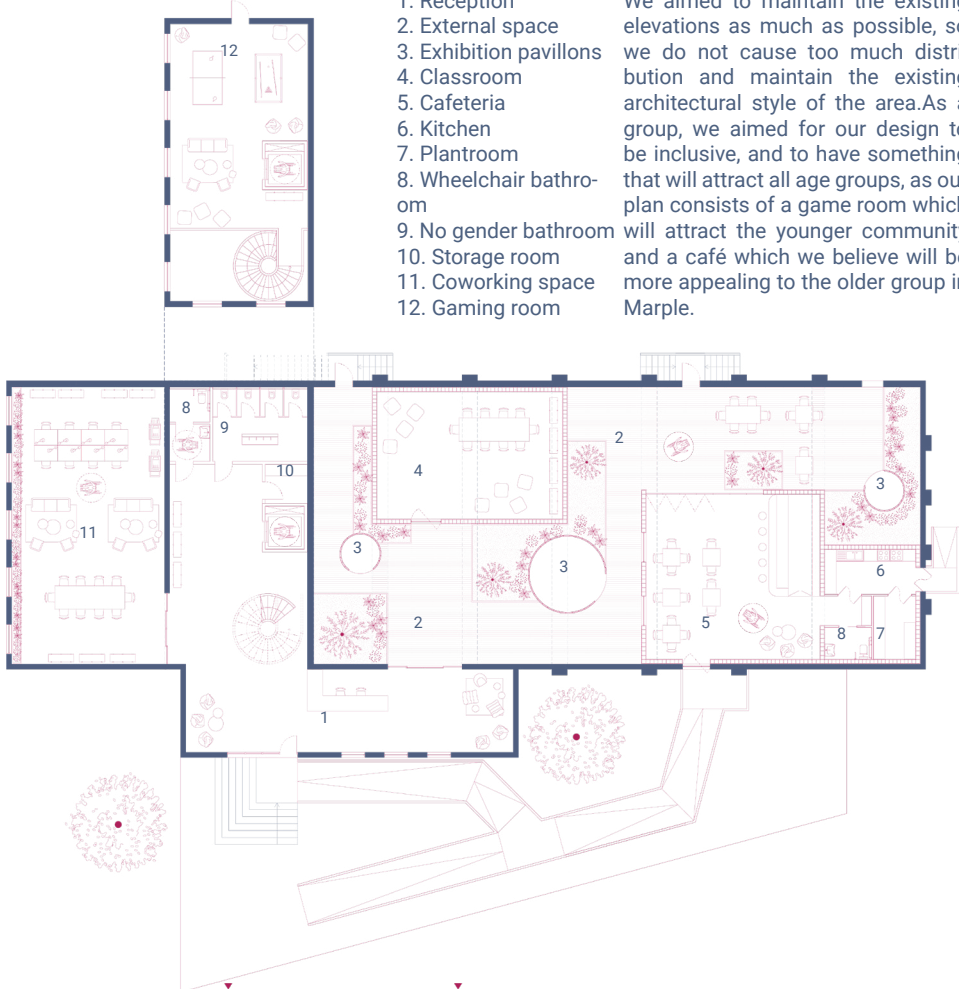 1. Reception
2. External space
3. Exhibition pavillons
4. Classroom
5. Cafeteria
6. Kitchen
7. Plantroom
8. Wheelchair bathro-
om
9. No gender bathroom
10. Storage room
11. Coworking space
12. Gaming room
We aimed to maintain the existing
elevations as much as possible, so
we do not cause too much distri
bution and maintain the existing
architectural style of the area.As a
group, we aimed for our design to
be inclusive, and to have something
that will attract all age groups, as our
plan consists of a game room which
will attract the younger community
and a café which we believe will be
more appealing to the older group in
Marple.
12
8
9
2
10
4
3
11
3
3
6
2
5
8
7
1